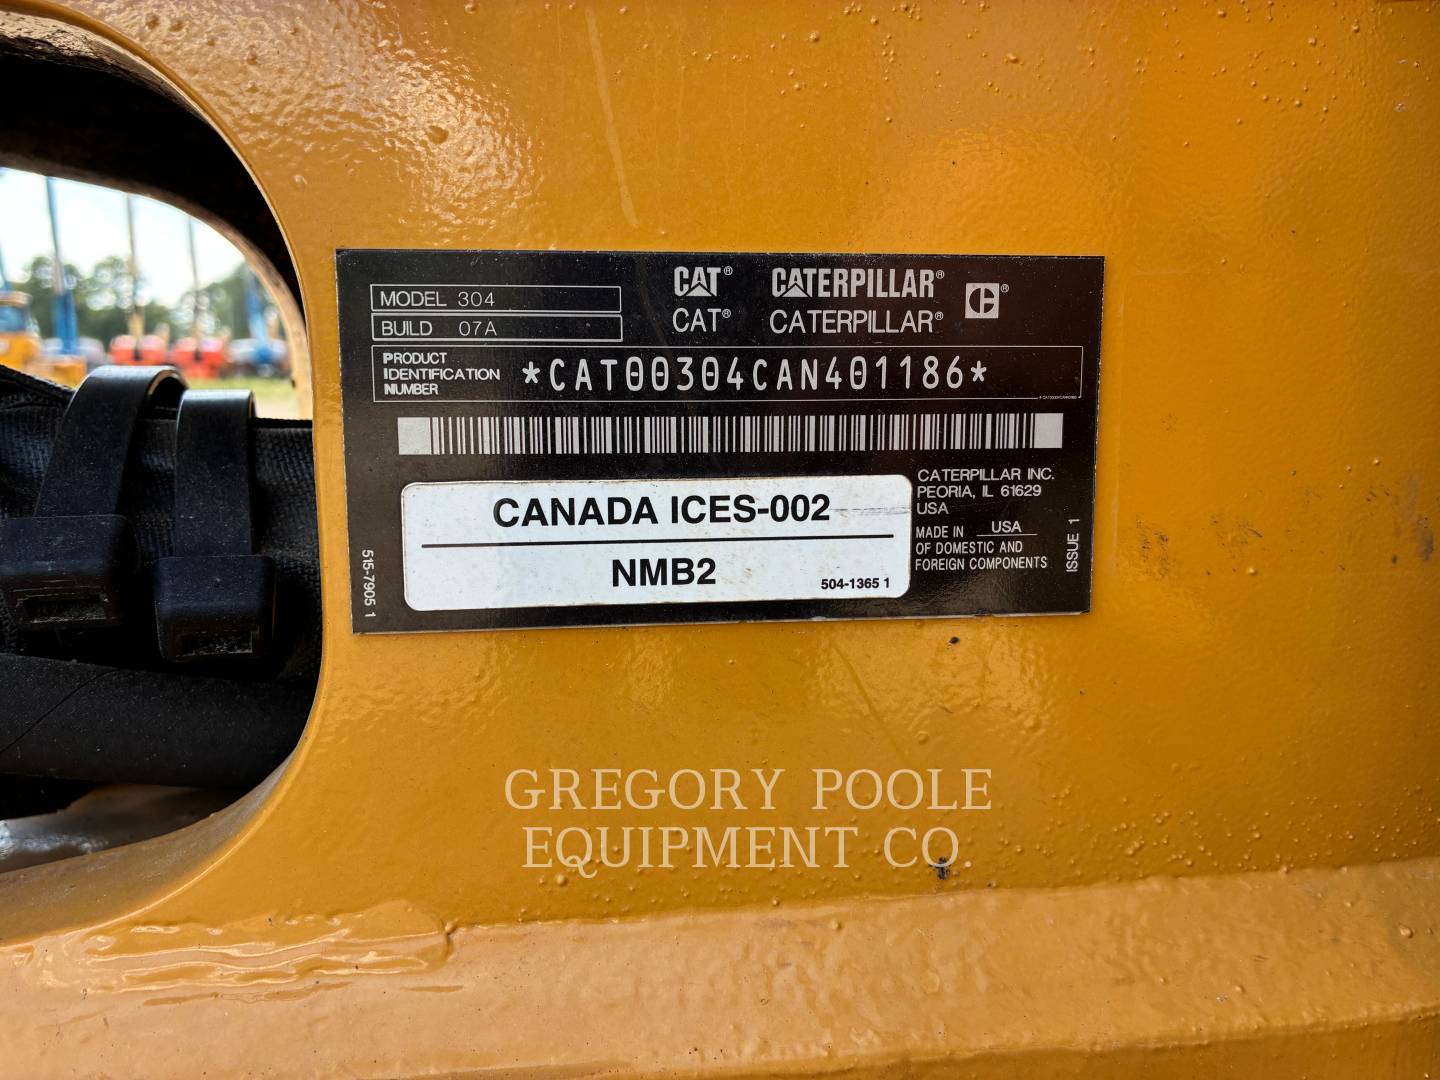 MODEL 304
BUILD 07A
CAT® CATERPILLAR® ®
CAT® CATERPILLAR®
PRODUCT
IDENTIFICATION
NUMBER
*CAT00304CAN401186*
CANADA ICES-002
NMB2
504-1365 1
CATERPILLAR INC.
PEORIA, IL 61629
USA
MADE IN USA
OF DOMESTIC AND
FOREIGN COMPONENTS
ISSUE 1
515-7905 1
GREGORY POOLE
EQUIPMENT CO.